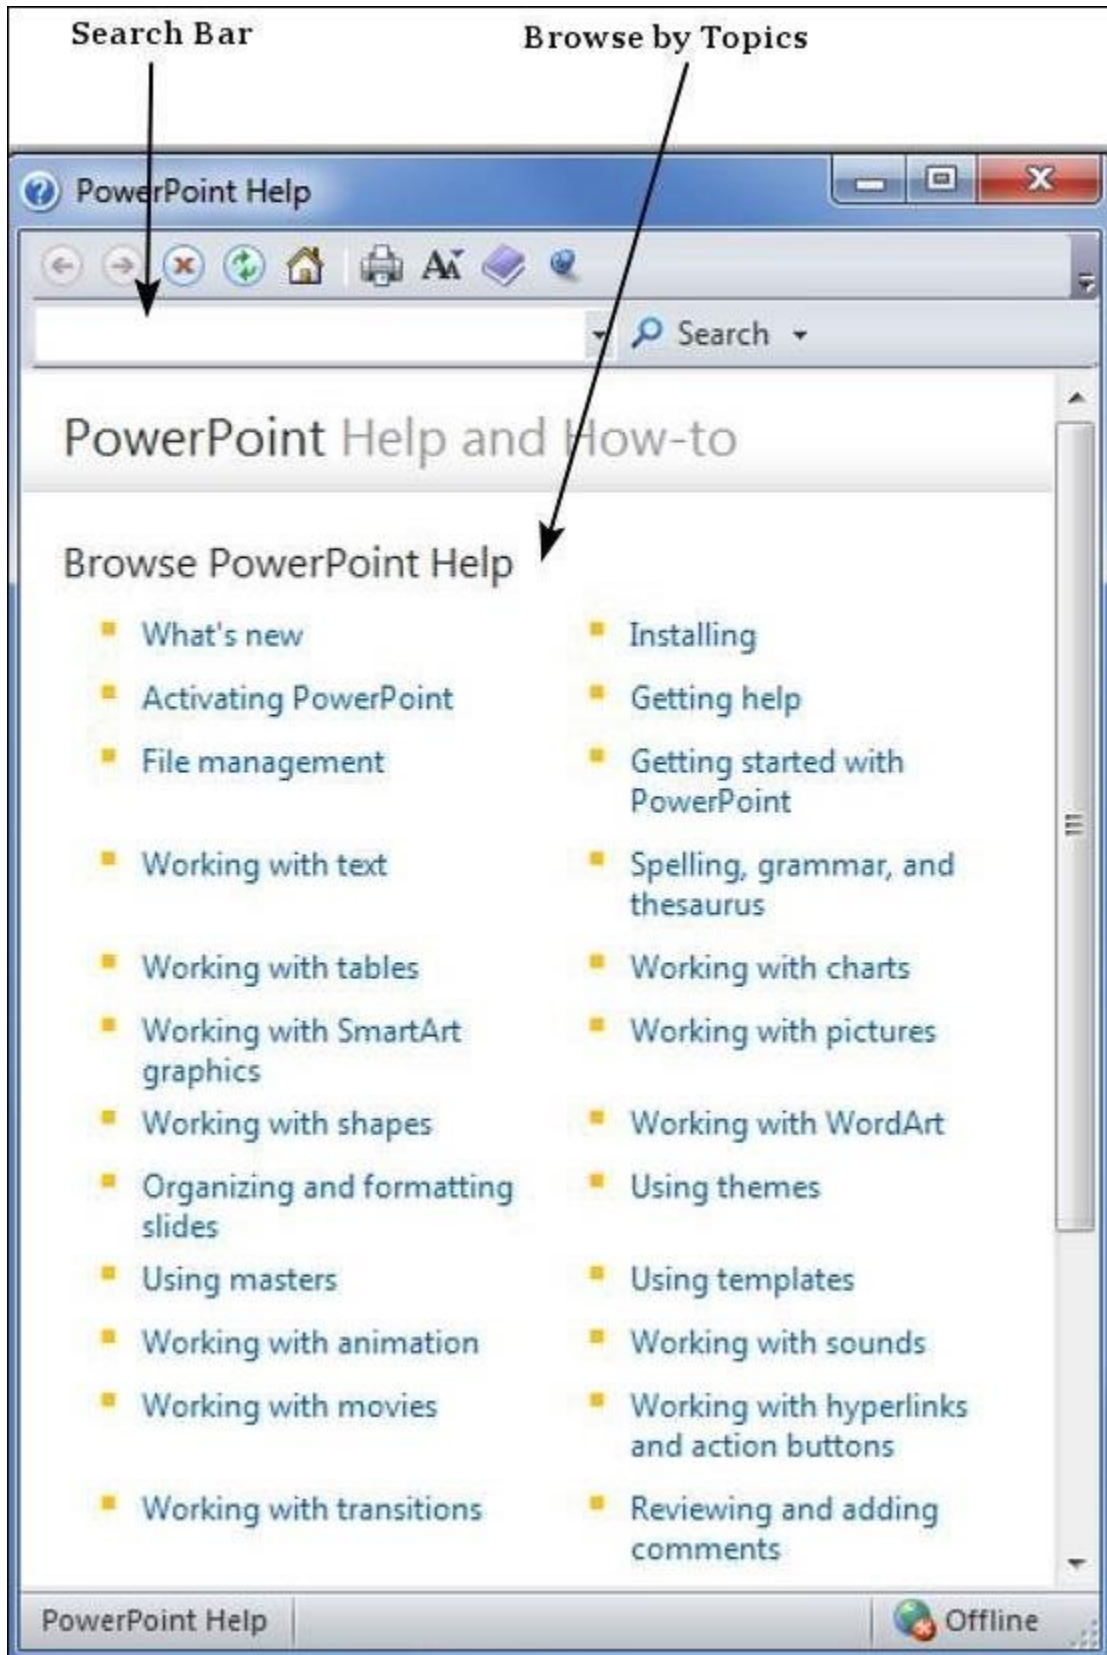 Search Bar
Browse by Topics
PowerPoint Help
Search
PowerPoint Help and How-to
Browse PowerPoint Help
What's new
Installing
Activating PowerPoint
Getting help
File management
Getting started with
PowerPoint
Working with text
Spelling, grammar, and
thesaurus
Working with tables
Working with charts
Working with SmartArt
graphics
Working with pictures
Working with shapes
Working with WordArt
Organizing and formatting
slides
Using themes
Using masters
Using templates
Working with animation
Working with sounds
Working with movies
Working with hyperlinks
and action buttons
Working with transitions
Reviewing and adding
comments
PowerPoint Help
Offline